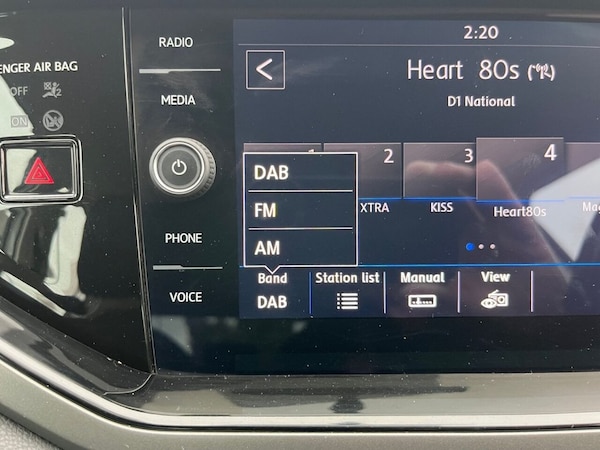 RADIO
MEDIA
PHONE
VOICE
ENGER AIR BAG
OFF
ON
2:20
Heart 80s
D1 National
2
3
4
XTRA
KISS
Heart80s
DAB
FM
AM
Band
DAB
Station list
Manual
View